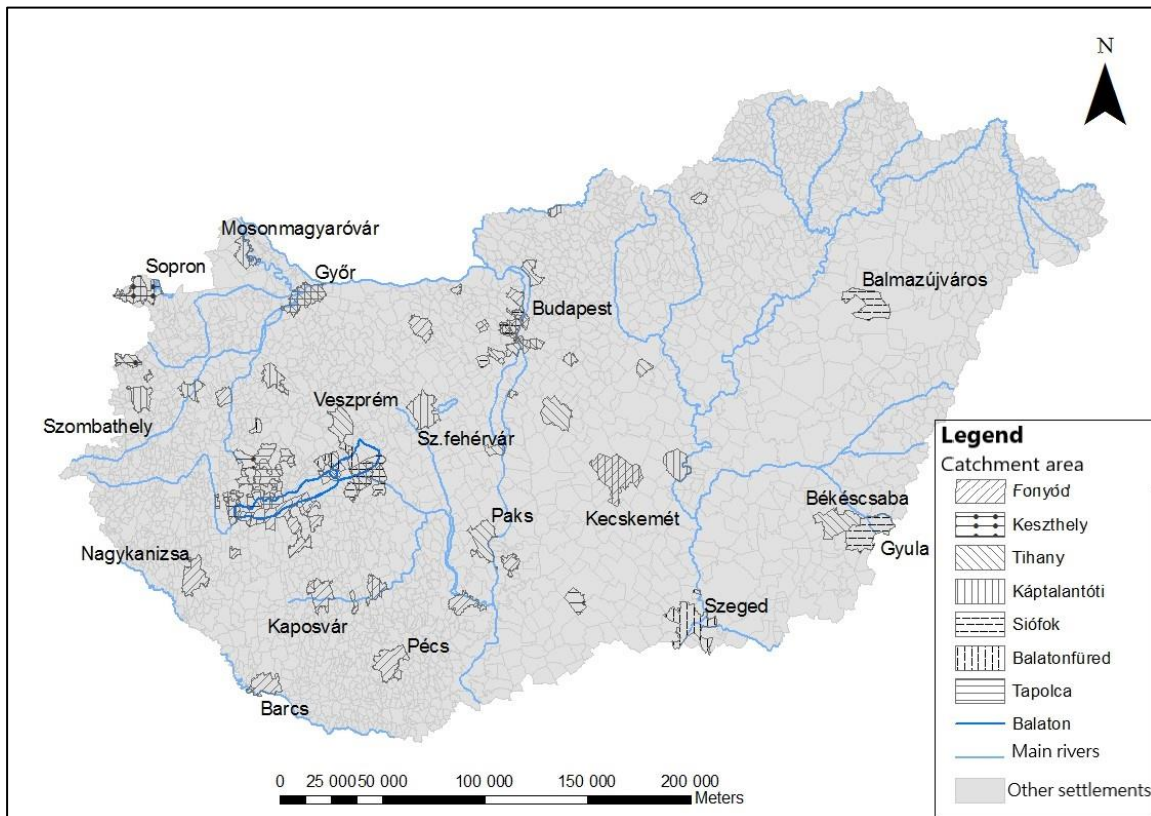 N
Mosonmagyaróvár
Sopron
Győr
Budapest
Balmazújváros
Veszprém
Szombathely
Sz.fehérvár
Paks
Kecskemét
Békéscsaba
Gyula
Nagykanizsa
Kaposvár
Szeged
Pécs
Barcs
Legend
Catchment area
Fonyód
Keszthely
Tihany
Káptalantóti
Siófok
Balatonfüred
Tapolca
Balaton
Main rivers
Other settlements
0 25 00050 000 100 000 150 000 200 000
Meters